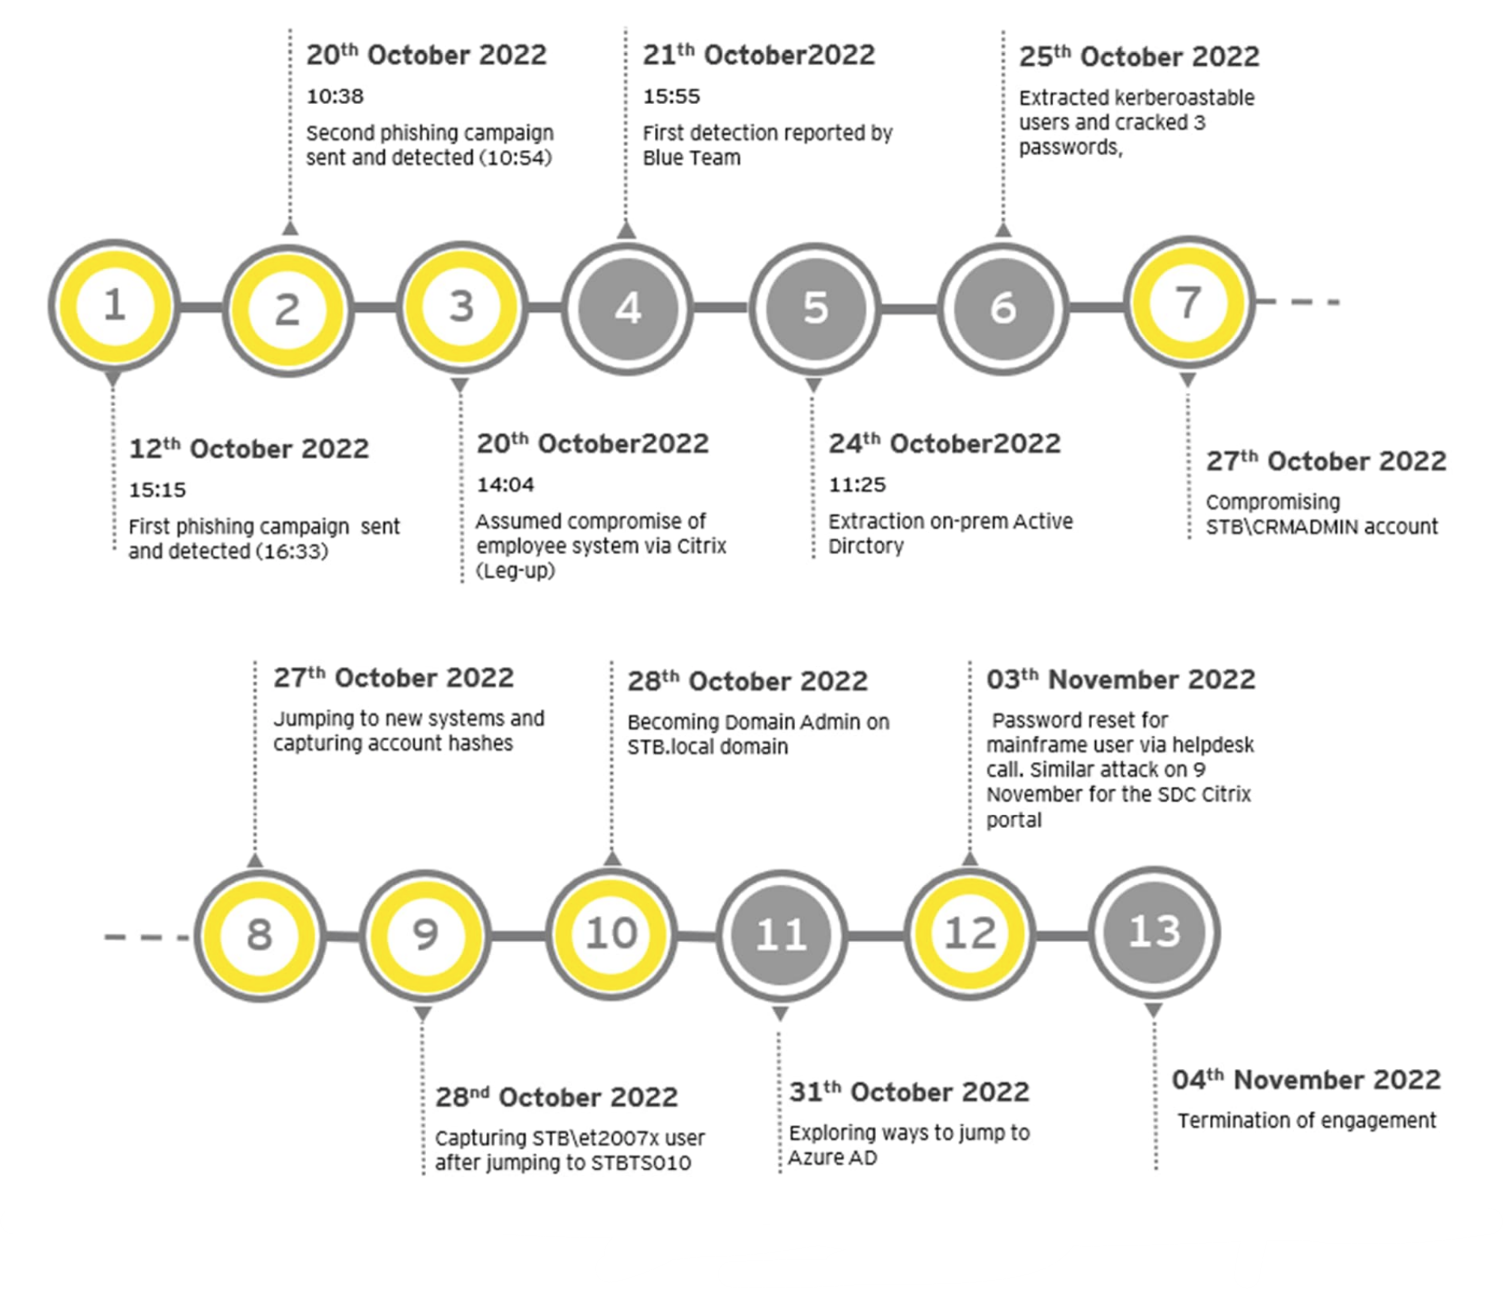 20th October 2022
10:38
Second phishing campaign
sent and detected (10:54)
21th October2022
15:55
First detection reported by
Blue Team
25th October 2022
Extracted kerberoastable
users and cracked 3
passwords,
1
2
3
4
5
6
7
12th October 2022
15:15
First phishing campaign  sent
and detected (16:33)
20th October2022
14:04
Assumed compromise of
employee system via Citrix
(Leg-up)
24th October2022
11:25
Extraction on-prem Active
Dirctory
27th October 2022
Compromising
STB\CRMADMIN account
27th October 2022
Jumping to new systems and
capturing account hashes
28th October 2022
Becoming Domain Admin on
STB.local domain
03th November 2022
Password reset for
mainframe user via helpdesk
call. Similar attack on 9
November for the SDC Citrix
portal
8
9
10
11
12
13
28nd October 2022
Capturing STB\et2007x user
after jumping to STBTS010
31th October 2022
Exploring ways to jump to
Azure AD
04th November 2022
Termination of engagement